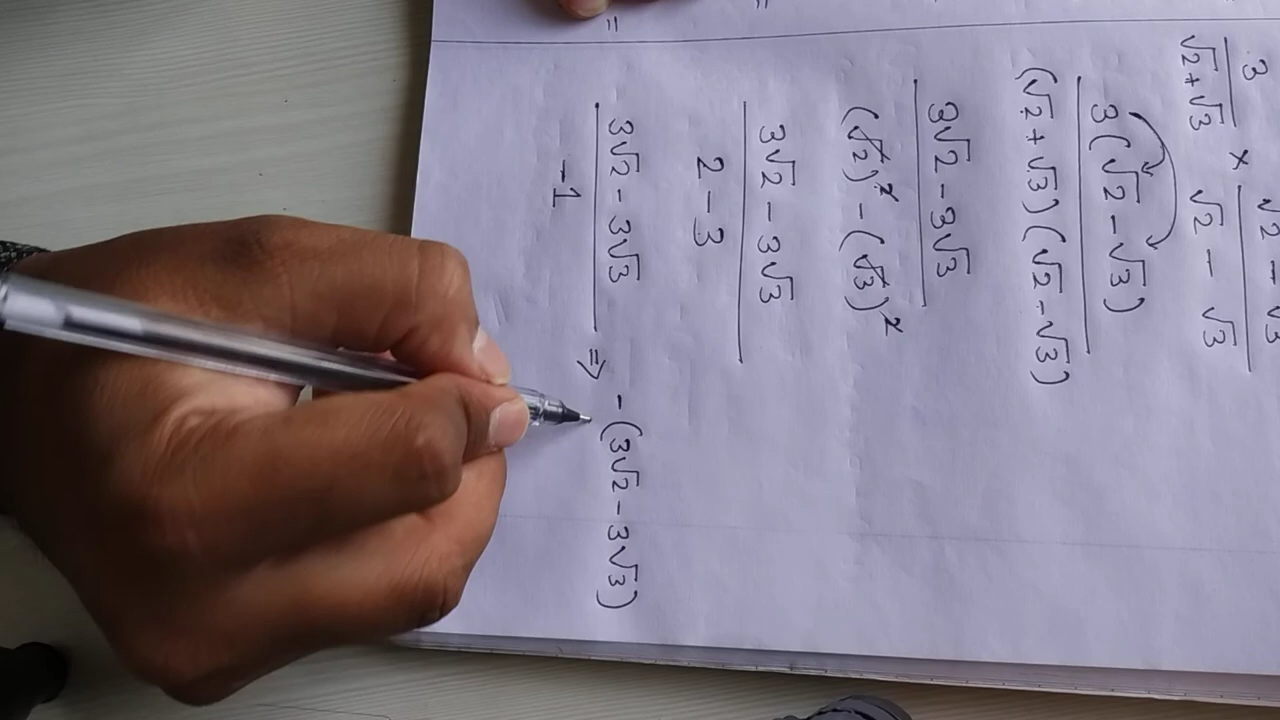 3/(√2+√3) × (√2-√3)/(√2-√3)
3(√2-√3)/(√2+√3)(√2-√3)
(3√2-3√3)/((√2)²-(√3)²)
(3√2-3√3)/(2-3)
= (3√2-3√3)/-1 ⇒ -(3√2-3√3)